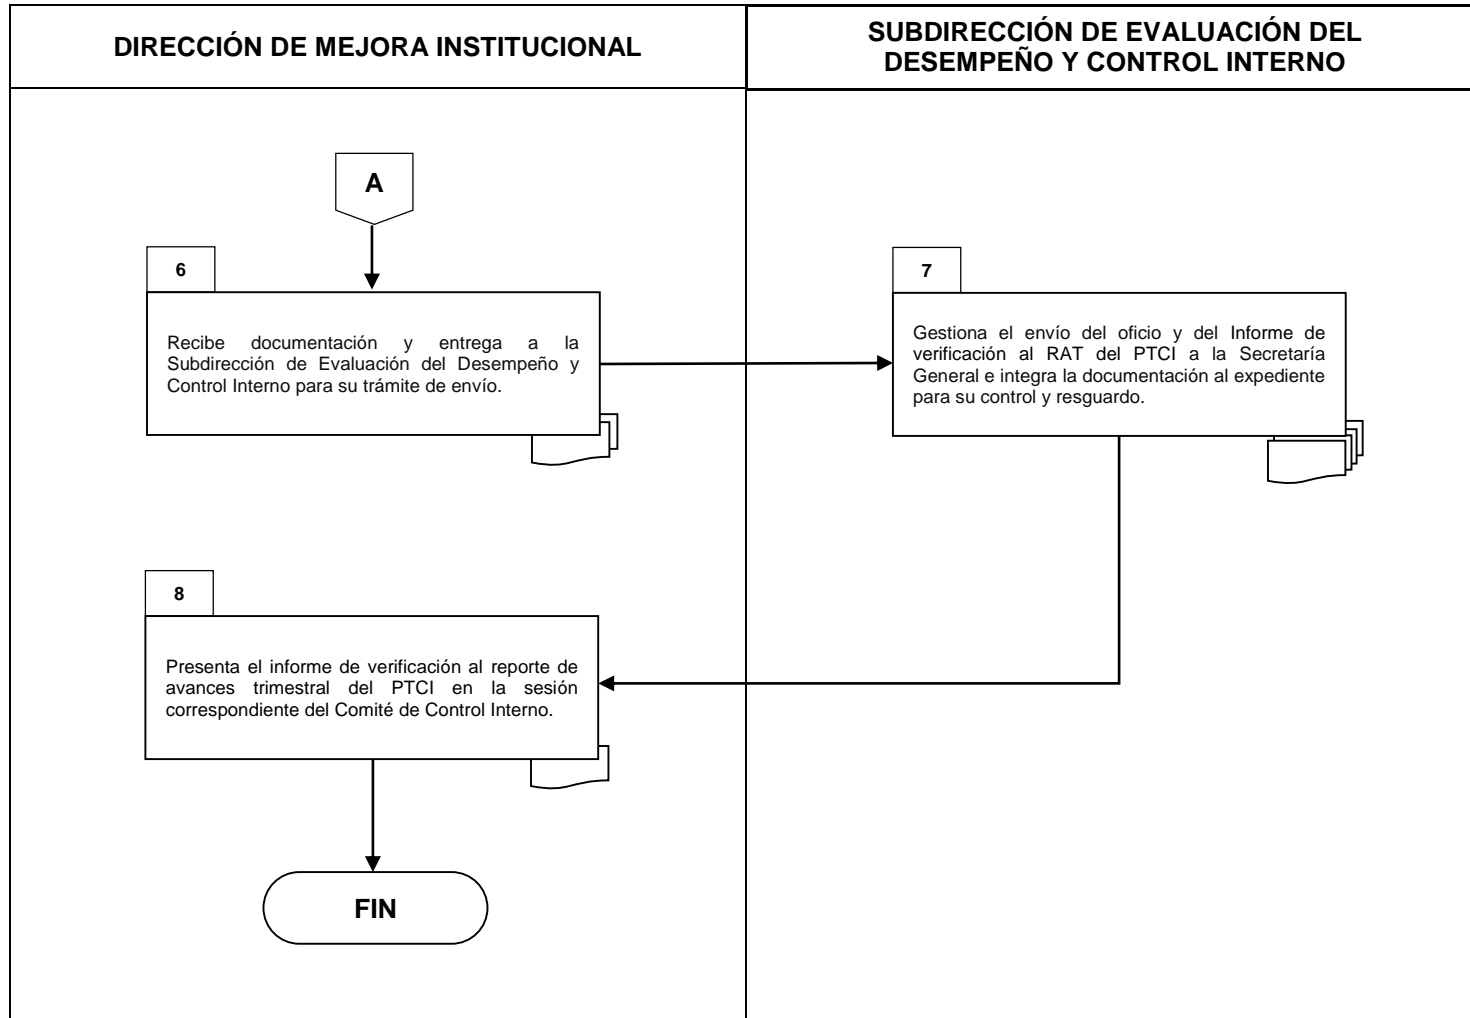 DIRECCIÓN DE MEJORA INSTITUCIONAL
SUBDIRECCIÓN DE EVALUACIÓN DEL
DESEMPEÑO Y CONTROL INTERNO
A
6
Recibe documentación y entrega a la
Subdirección de Evaluación del Desempeño y
Control Interno para su trámite de envío.
7
Gestiona el envío del oficio y del Informe de
verificación al RAT del PTCI a la Secretaría
General e integra la documentación al expediente
para su control y resguardo.
8
Presenta el informe de verificación al reporte de
avances trimestral del PTCI en la sesión
correspondiente del Comité de Control Interno.
FIN